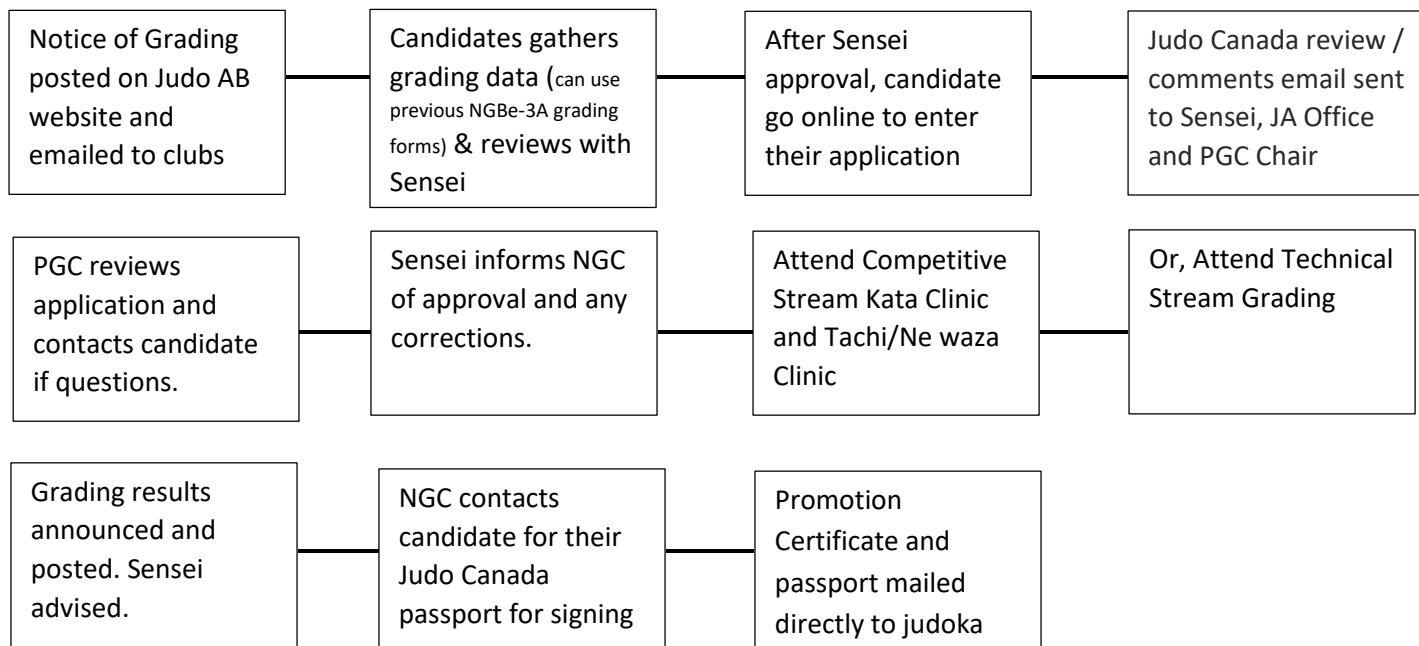 Notice of Grading
posted on Judo AB
website and
emailed to clubs
Candidates gathers
grading data (can use
previous NGBe-3A grading
forms) & reviews with
Sensei
After Sensei
approval, candidate
go online to enter
their application
Judo Canada review /
comments email sent
to Sensei, JA Office
and PGC Chair
PGC reviews
application and
contacts candidate
if questions.
Sensei informs NGC
of approval and any
corrections.
Attend Competitive
Stream Kata Clinic
and Tachi/Ne waza
Clinic
Or, Attend Technical
Stream Grading
Grading results
announced and
posted. Sensei
advised.
NGC contacts
candidate for their
Judo Canada
passport for signing
Promotion
Certificate and
passport mailed
directly to judoka